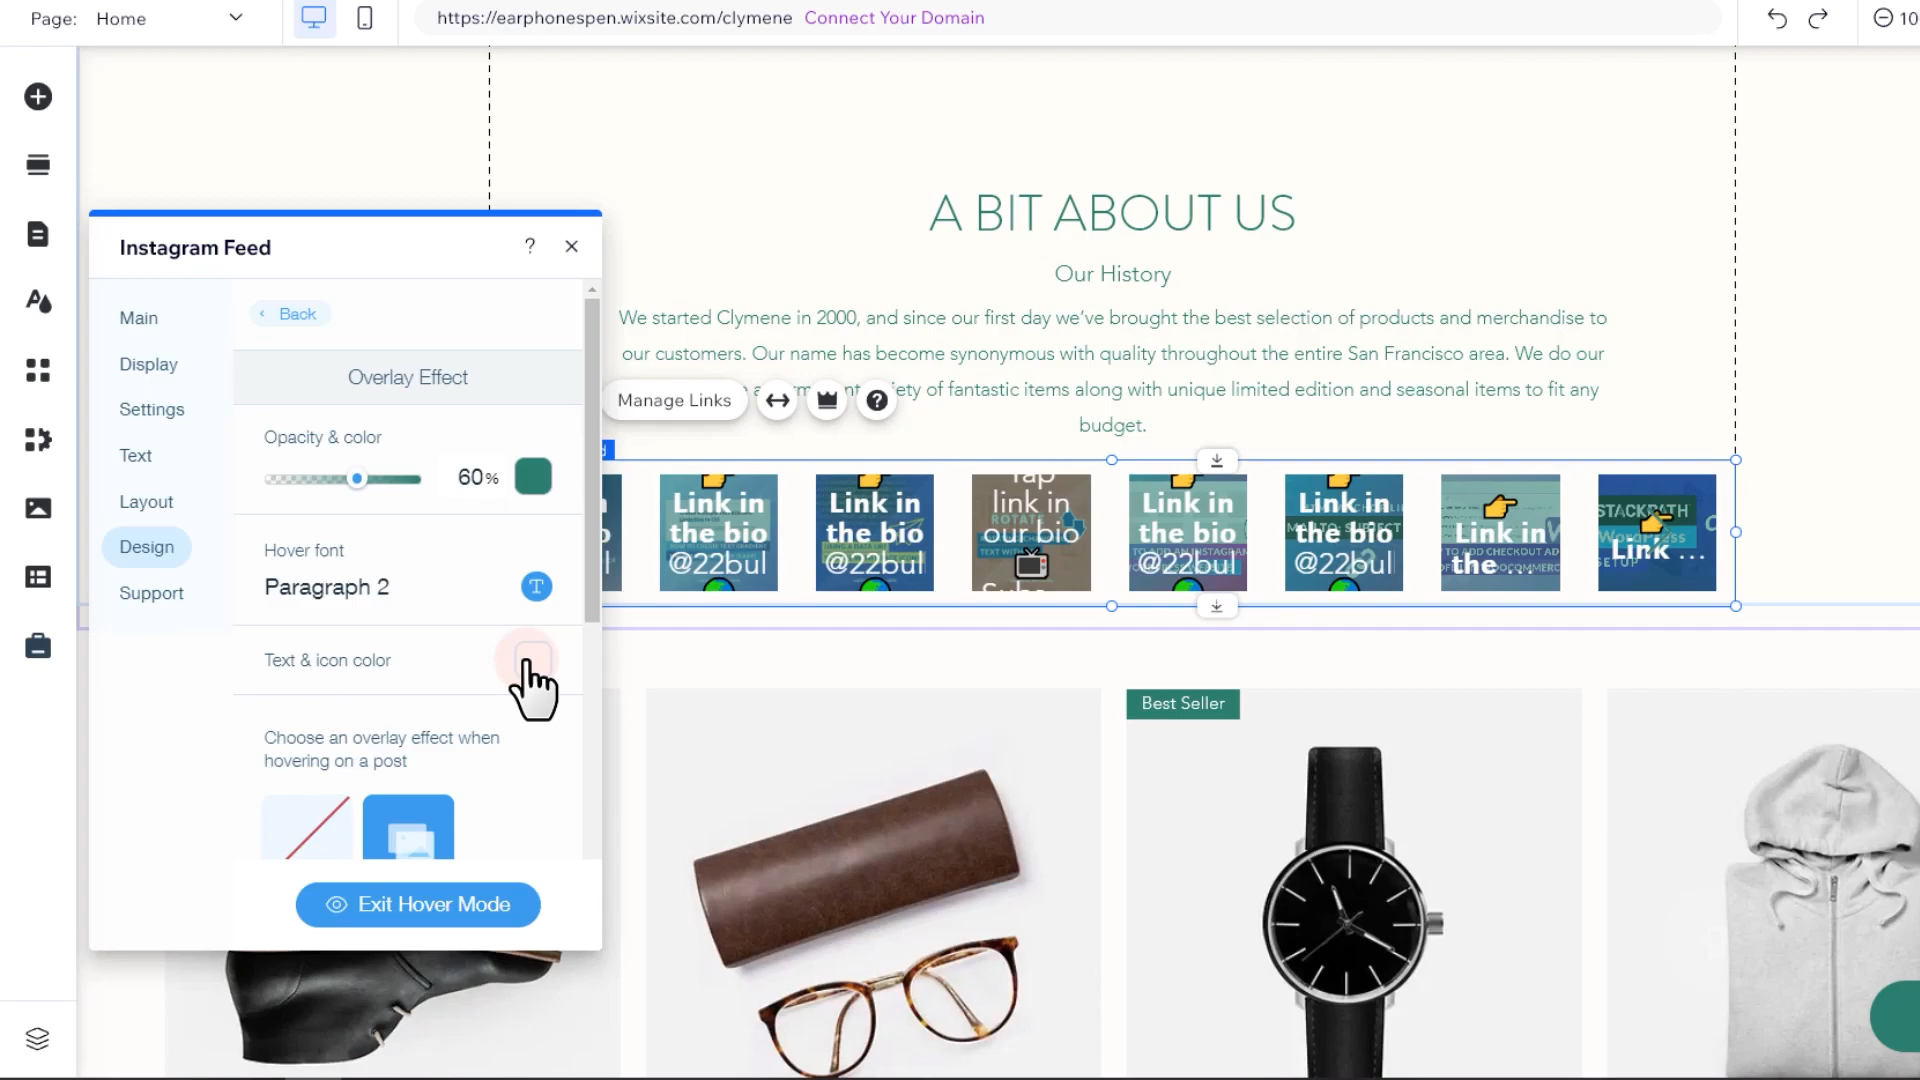 Page: Home
https://earphonespen.wixsite.com/clymene Connect Your Domain
A BIT ABOUT US
Our History
We started Clymene in 2000, and since our first day we've brought the best selection of products and merchandise to
our customers. Our name has become synonymous with quality throughout the entire San Francisco area. We do our
of fantastic items along with unique limited edition and seasonal items to fit any
budget.
Instagram Feed
?
Main
Display
Settings
Text
Layout
Design
Support
Back
Overlay Effect
Opacity & color
60%
Hover font
Paragraph 2
T
Text & icon color
Choose an overlay effect when
hovering on a post
Exit Hover Mode
Manage Links
?
Link in
the bio
@22bul
Link in
the bio
@22bul
link in
our bio
Link in
the bio
@22bul
Link in
the bio
@22bul
Link in
the ...
STACKPATH
WordPress
Link ...
SETUP
Best Seller